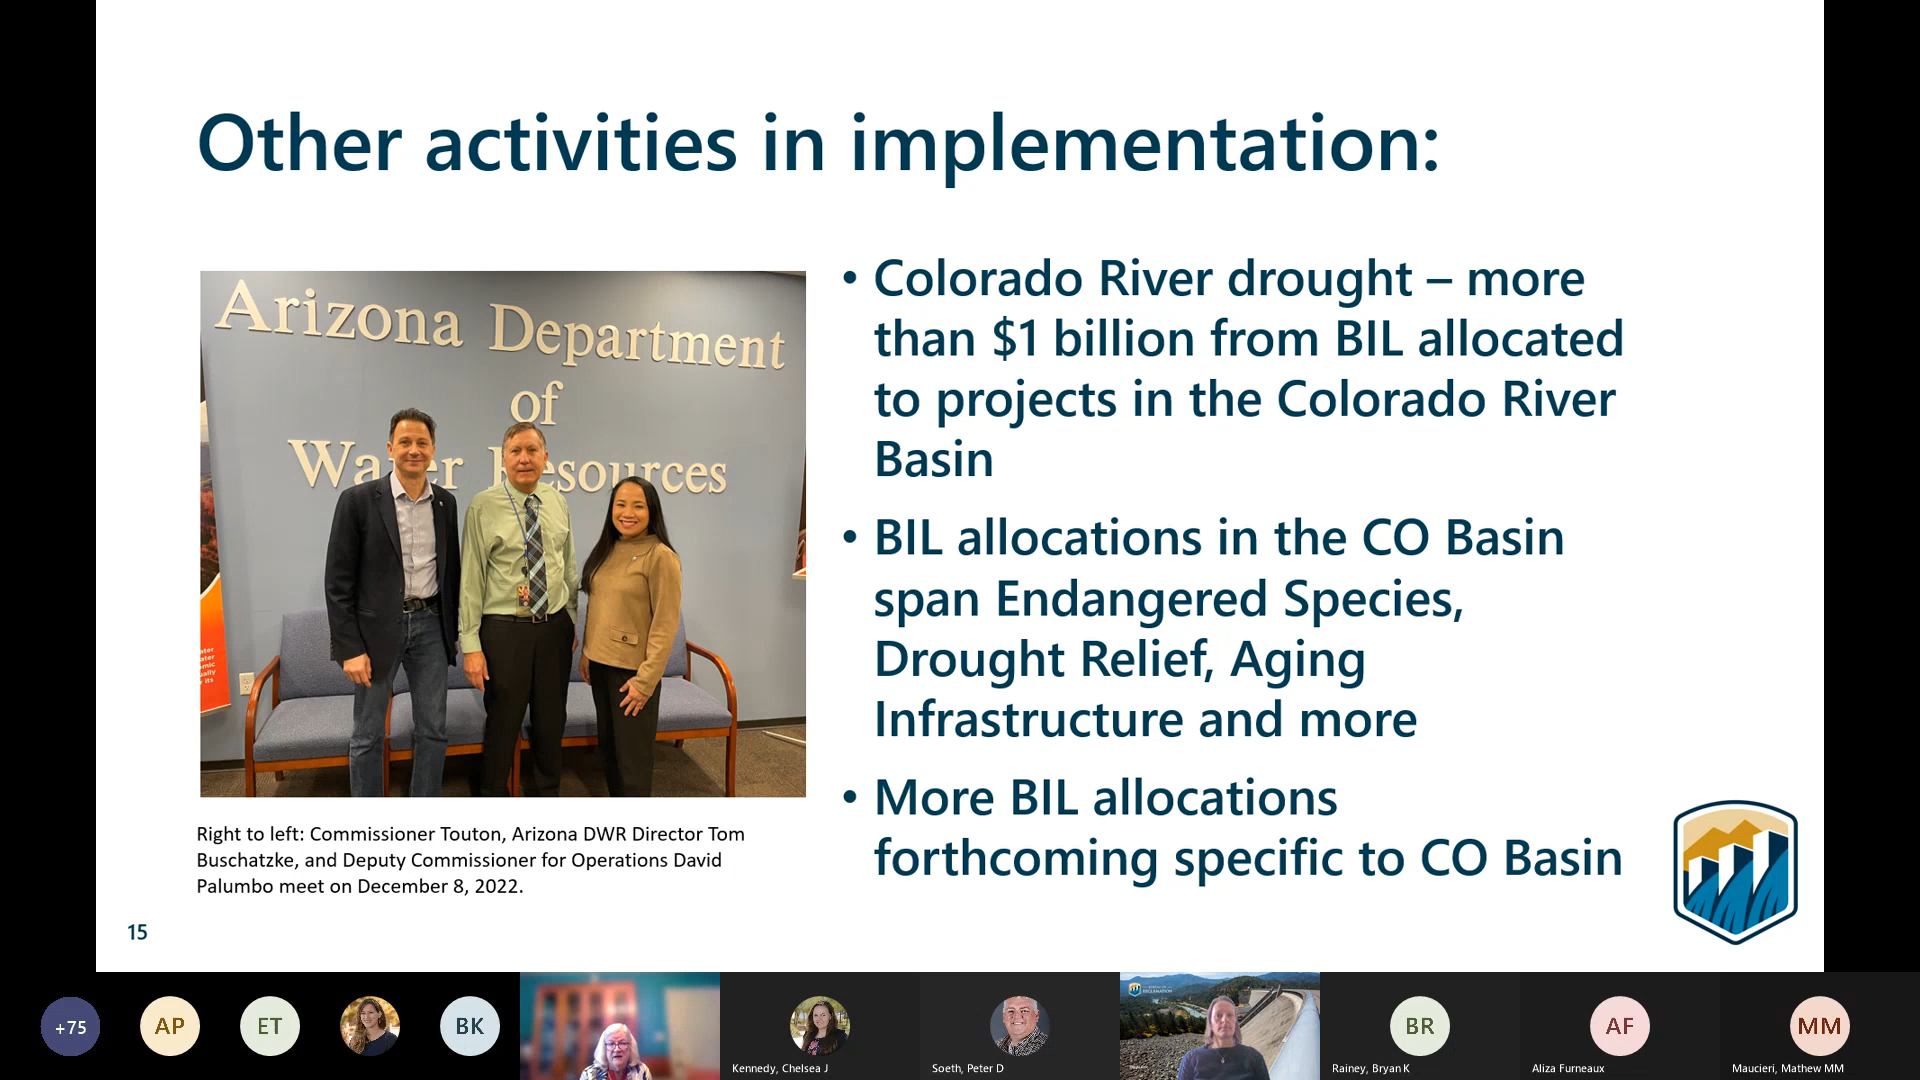 Other activities in implementation:
Arizona Department
of
Water Resources
Right to left: Commissioner Touton, Arizona DWR Director Tom
Buschatzke, and Deputy Commissioner for Operations David
Palumbo meet on December 8, 2022.
• Colorado River drought – more
than $1 billion from BIL allocated
to projects in the Colorado River
Basin
• BIL allocations in the CO Basin
span Endangered Species,
Drought Relief, Aging
Infrastructure and more
• More BIL allocations
forthcoming specific to CO Basin
15
+75
AP
ET
BK
Kennedy, Chelsea J
Soeth, Peter D
RECLAMATION
BR
Rainey, Bryan K
AF
Aliza Furneaux
MM
Maucieri, Mathew MM